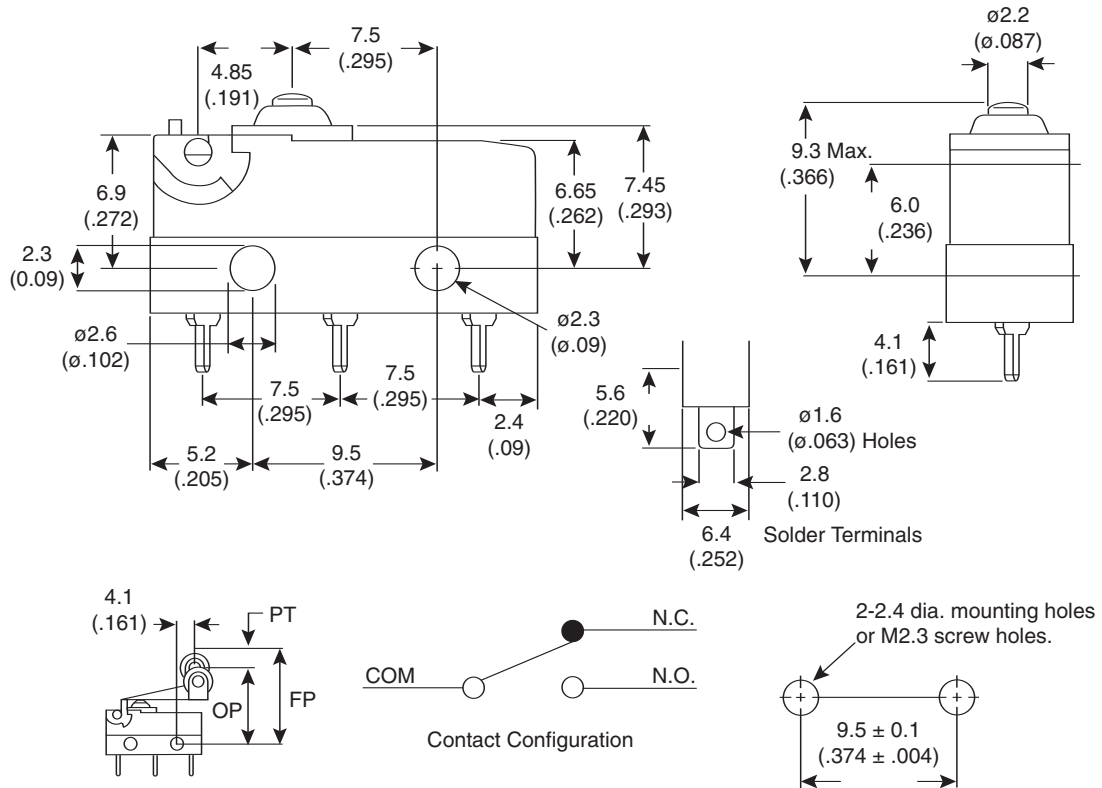 7.5
(.295)
4.85
(.191)
6.9
(.272)
2.3
(0.09)
ø2.6
(ø.102)
6.65
(.262)
7.45
(.293)
ø2.3
(ø.09)
7.5
(.295)
7.5
(.295)
2.4
(.09)
5.2
(.205)
9.5
(.374)
ø2.2
(ø.087)
9.3 Max.
(.366)
6.0
(.236)
4.1
(.161)
5.6
(.220)
ø1.6
(ø.063) Holes
2.8
(.110)
6.4
(.252)
Solder Terminals
4.1
(.161)
PT
OP
FP
COM
N.C.
N.O.
Contact Configuration
2-2.4 dia. mounting holes
or M2.3 screw holes.
9.5 ± 0.1
(.374 ± .004)